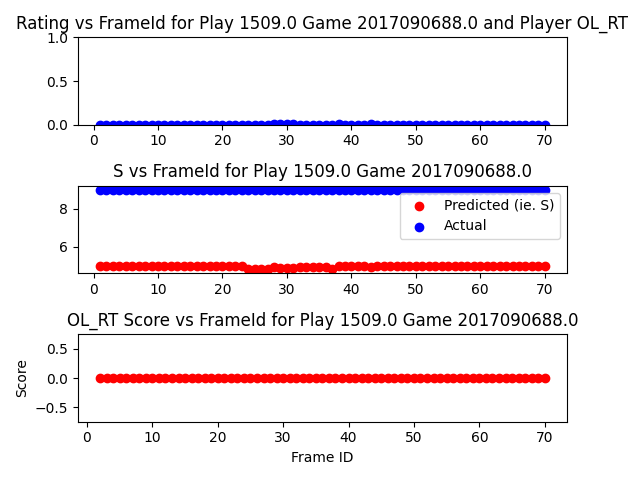 Rating vs FrameId for Play 1509.0 Game 2017090688.0 and Player OL_RT
1.0
0.5
0.0
0 10 20 30 40 50 60 70
S vs FrameId for Play 1509.0 Game 2017090688.0
8
6
Predicted (ie. S)
Actual
0 10 20 30 40 50 60 70
OL_RT Score vs FrameId for Play 1509.0 Game 2017090688.0
Score
0.5
0.0
−0.5
0 10 20 30 40 50 60 70
Frame ID